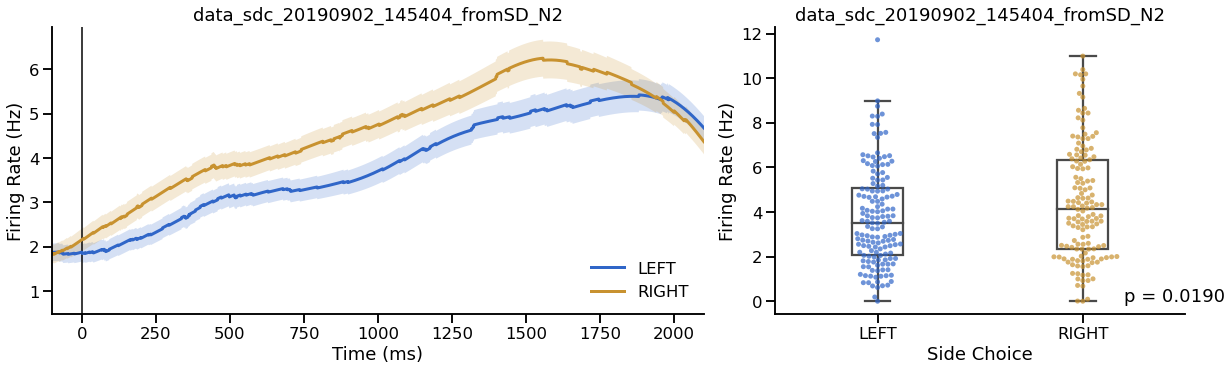 data_sdc_20190902_145404_fromSD_N2
Firing Rate (Hz)
6
5
4
3
2
1
LEFT
RIGHT
0 250 500 750 1000 1250 1500 1750 2000
Time (ms)
data_sdc_20190902_145404_fromSD_N2
Firing Rate (Hz)
12
10
8
6
4
2
0
p = 0.0190
LEFT RIGHT
Side Choice